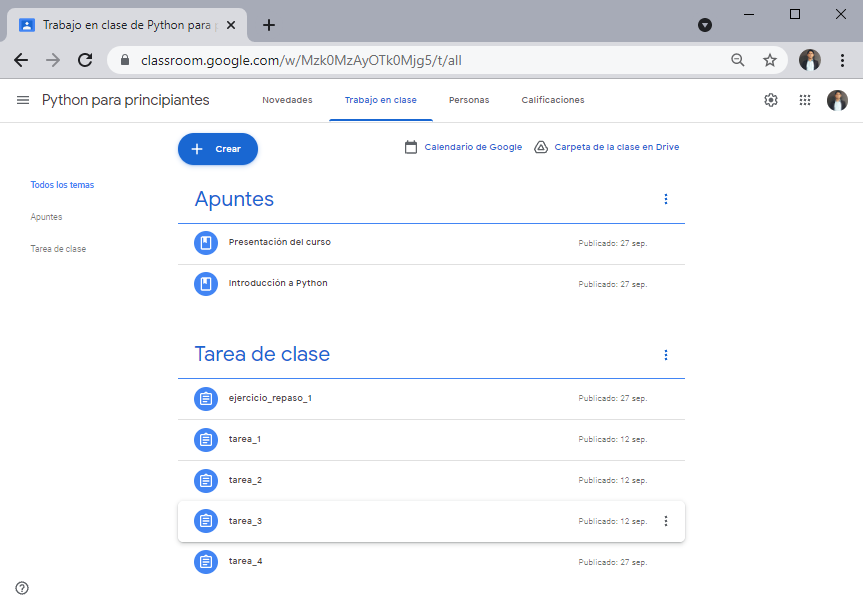 Trabajo en clase de Python para p
classroom.google.com/w/Mzk0MzAyOTk0Mjg5/t/all
Python para principiantes
Novedades
Trabajo en clase
Personas
Calificaciones
Crear
Calendario de Google
Carpeta de la clase en Drive
Todos los temas
Apuntes
Tarea de clase
Apuntes
Presentación del curso
Publicado: 27 sep.
Introducción a Python
Publicado: 27 sep.
Tarea de clase
ejercicio_repaso_1
Publicado: 27 sep.
tarea_1
Publicado: 12 sep.
tarea_2
Publicado: 12 sep.
tarea_3
Publicado: 12 sep.
tarea_4
Publicado: 27 sep.